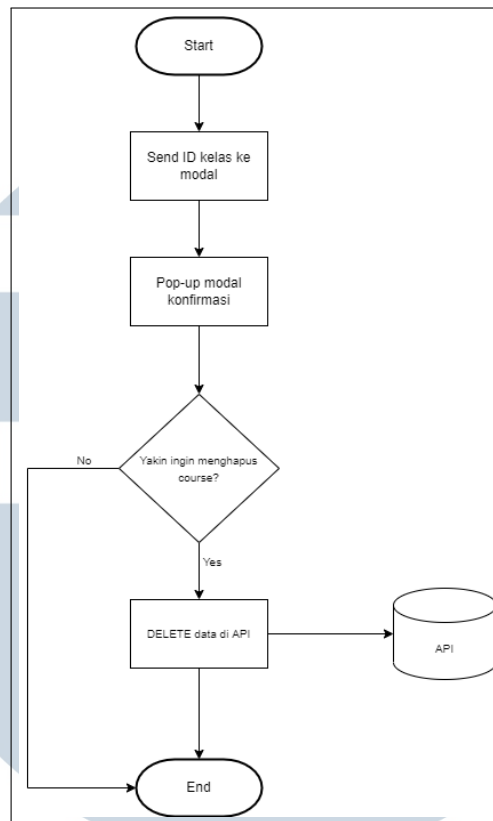 Start
Send ID kelas ke
modal
Pop-up modal
konfirmasi
Yakin ingin menghapus
course?
No
Yes
DELETE data di API
API
End